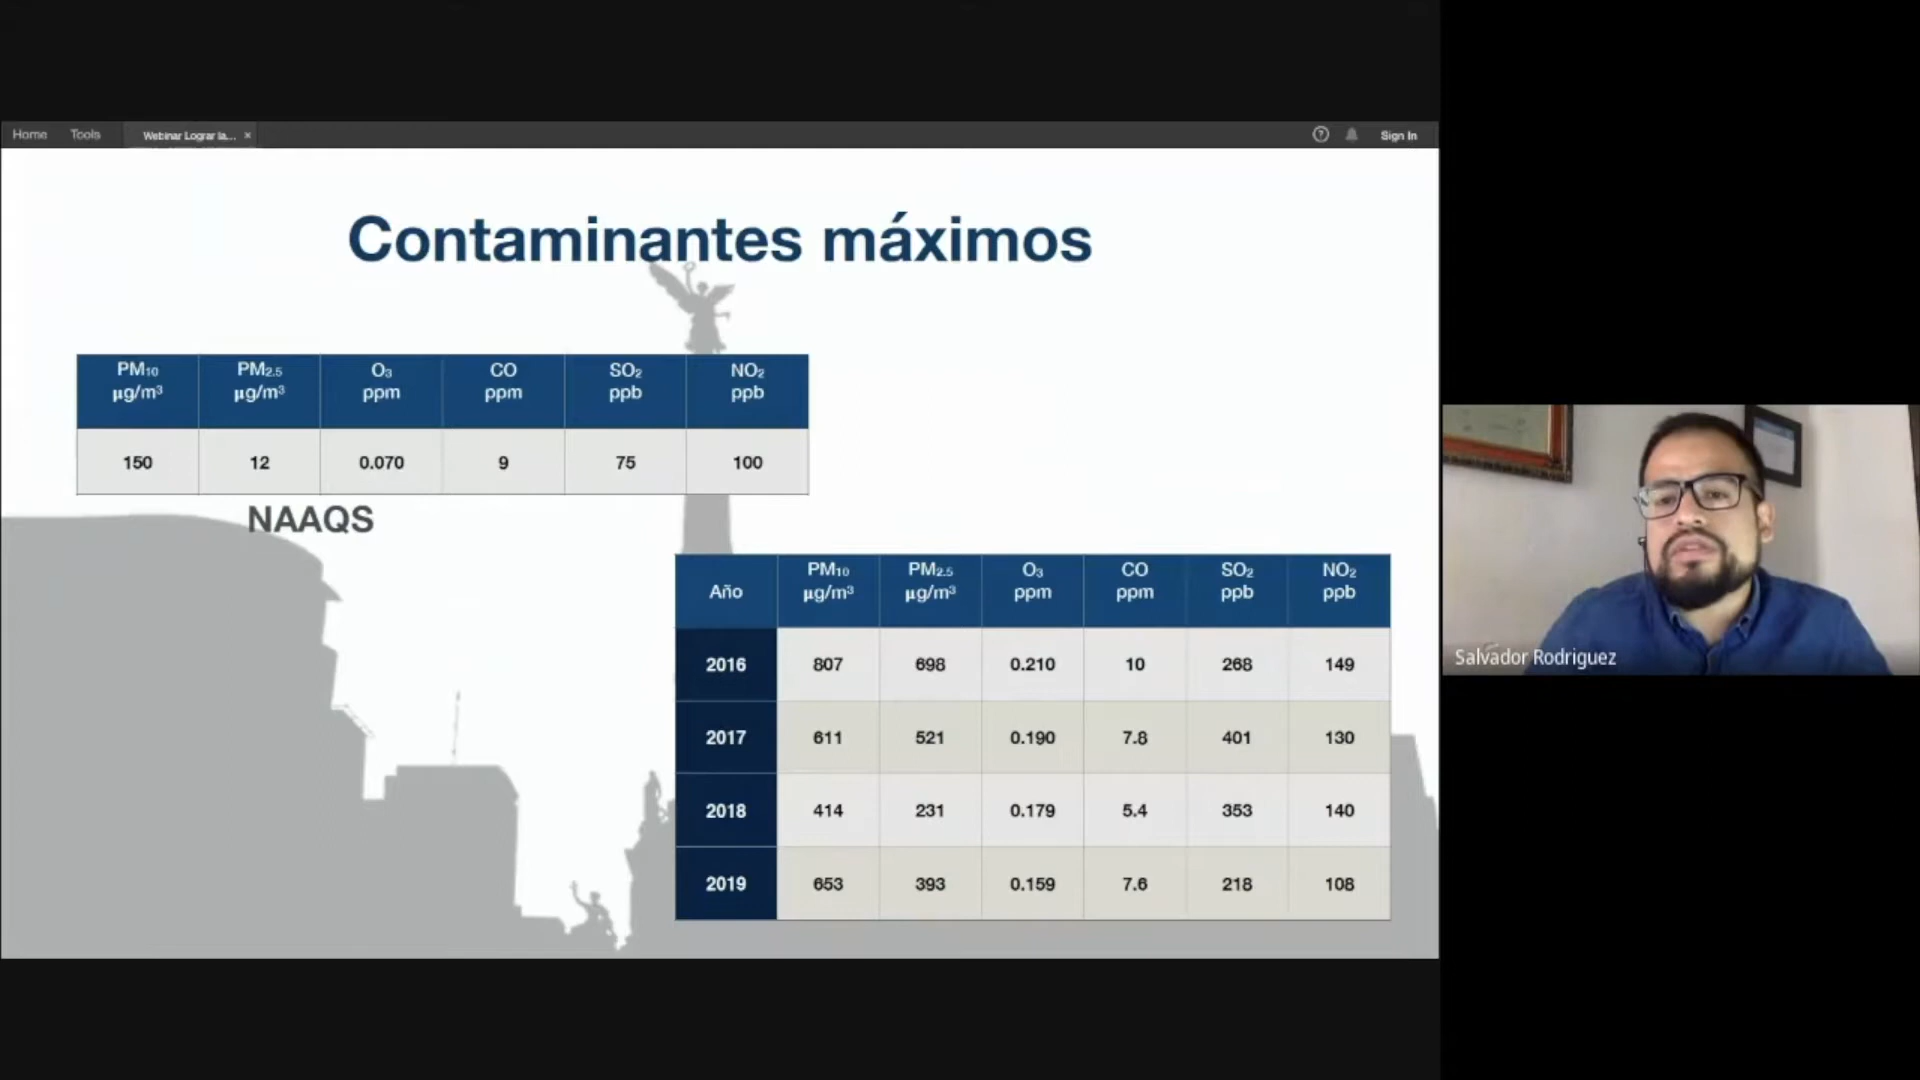 Home Tools Webinar Lograr la... × ? Sign In
Contaminantes máximos
PM10 PM2.5 O3 CO SO2 NO2
µg/m³ µg/m³ ppm ppm ppb ppb
150 12 0.070 9 75 100
NAAQS
Año PM10 PM2.5 O3 CO SO2 NO2
µg/m³ µg/m³ ppm ppm ppb ppb
2016 807 698 0.210 10 268 149
2017 611 521 0.190 7.8 401 130
2018 414 231 0.179 5.4 353 140
2019 653 393 0.159 7.6 218 108
Salvador Rodriguez